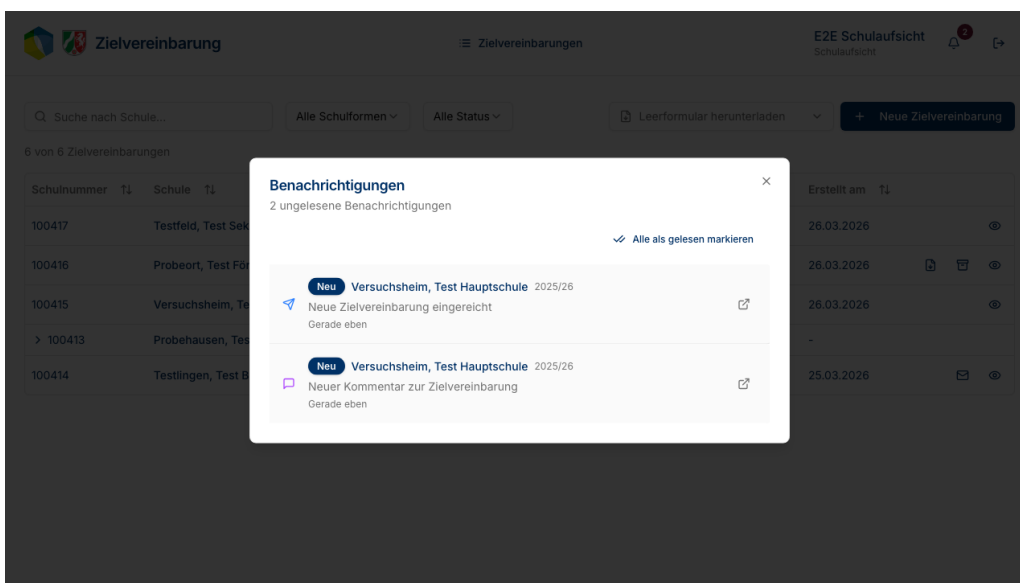 Zielvereinbarung
Zielvereinbarungen
E2E Schulaufsicht
Schulaufsicht
2
Suche nach Schule...
Alle Schulformen
Alle Status
Leerformular herunterladen
+ Neue Zielvereinbarung
6 von 6 Zielvereinbarungen
Schulnummer
Schule
Erstellt am
100417
Testfeld, Test Sek
26.03.2026
100416
Probeort, Test För
26.03.2026
100415
Versuchsheim, Te
26.03.2026
100413
Probehausen, Tes
-
100414
Testlingen, Test B
25.03.2026
Benachrichtigungen
2 ungelesene Benachrichtigungen
Alle als gelesen markieren
Neu Versuchsheim, Test Hauptschule 2025/26
Neue Zielvereinbarung eingereicht
Gerade eben
Neu Versuchsheim, Test Hauptschule 2025/26
Neuer Kommentar zur Zielvereinbarung
Gerade eben